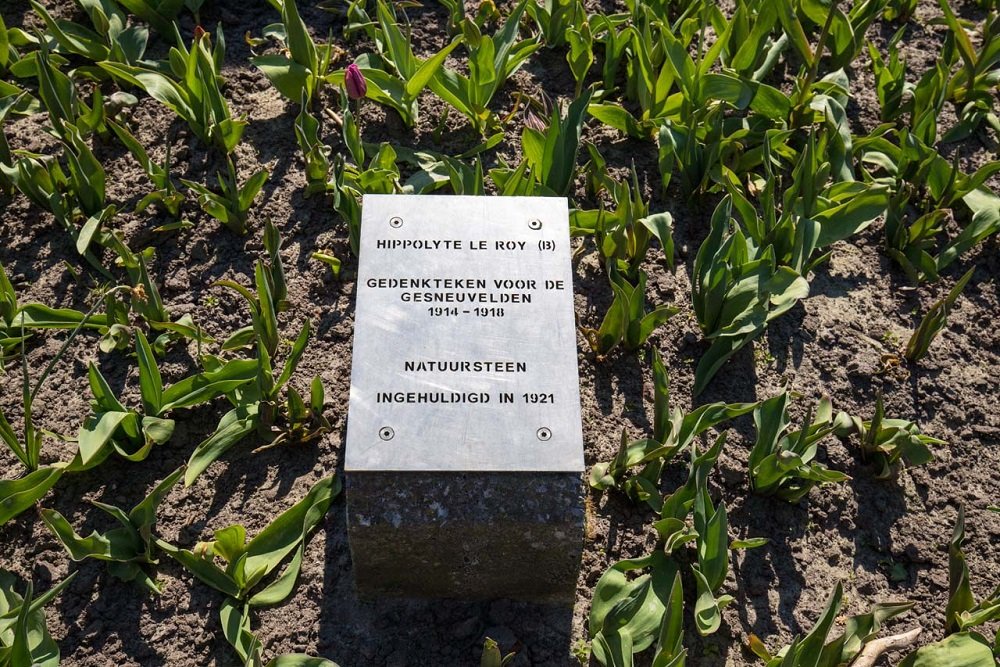 HIPPOLYTE LE ROY (B)
GEDENKTEKEN VOOR DE
GESNEUVELDEN
1914 - 1918
NATUURSTEEN
INGEHULDIGD IN 1921